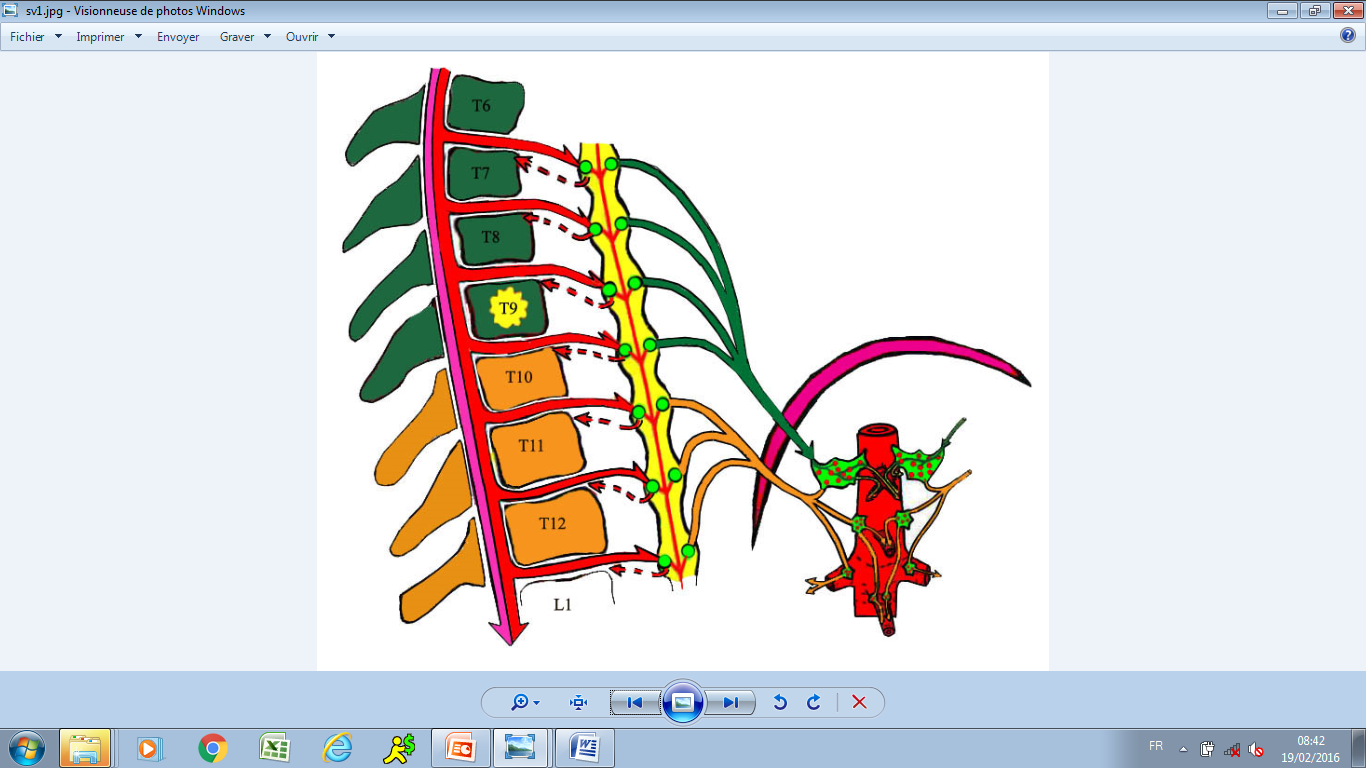 sv1.jpg - Visionneuse de photos Windows
Fichier Imprimer Envoyer Graver Ouvrir
T6
T7
T8
T9
T10
T11
T12
L1
FR
08:42
19/02/2016